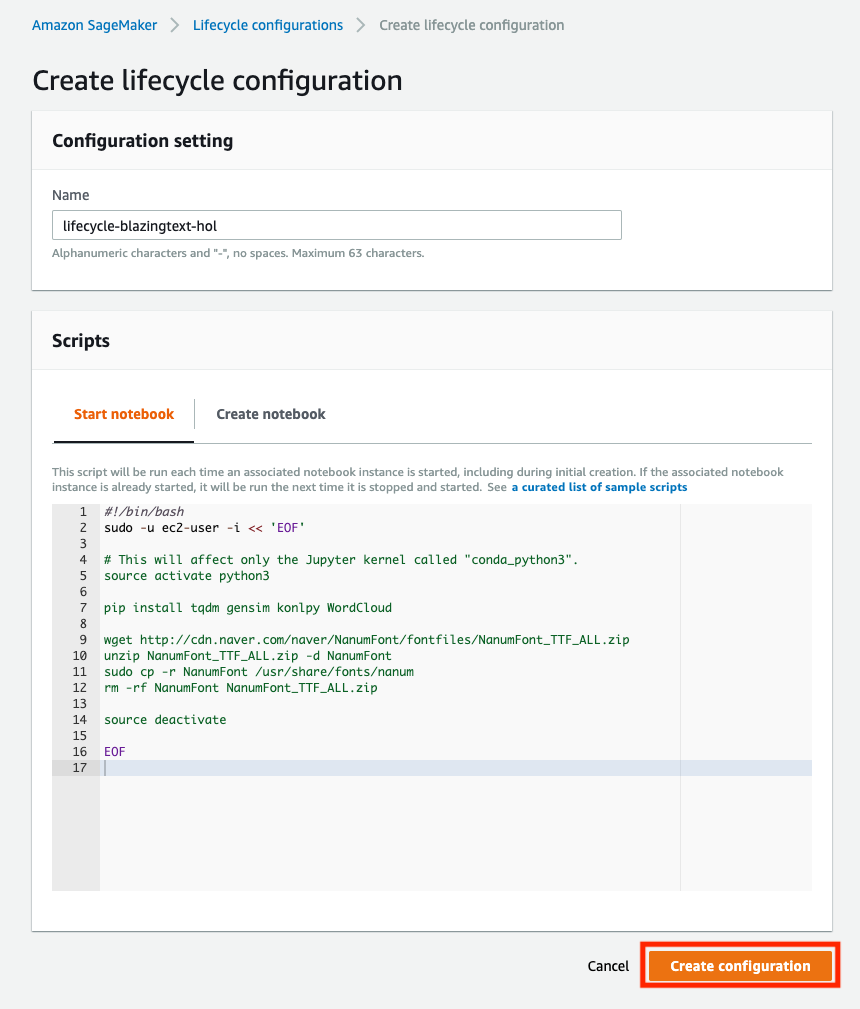 Amazon SageMaker > Lifecycle configurations > Create lifecycle configuration
Create lifecycle configuration
Configuration setting
Name
lifecycle-blazingtext-hol
Alphanumeric characters and "-", no spaces. Maximum 63 characters.
Scripts
Start notebook Create notebook
This script will be run each time an associated notebook instance is started, including during initial creation. If the associated notebook
instance is already started, it will be run the next time it is stopped and started. See a curated list of sample scripts
1 #!/bin/bash
2 sudo -u ec2-user -i << 'EOF'
3
4 # This will affect only the Jupyter kernel called "conda_python3".
5 source activate python3
6
7 pip install tqdm gensim konlpy WordCloud
8
9 wget http://cdn.naver.com/naver/NanumFont/fontfiles/NanumFont_TTF_ALL.zip
10 unzip NanumFont_TTF_ALL.zip -d NanumFont
11 sudo cp -r NanumFont /usr/share/fonts/nanum
12 rm -rf NanumFont NanumFont_TTF_ALL.zip
13
14 source deactivate
15
16 EOF
17
Cancel Create configuration